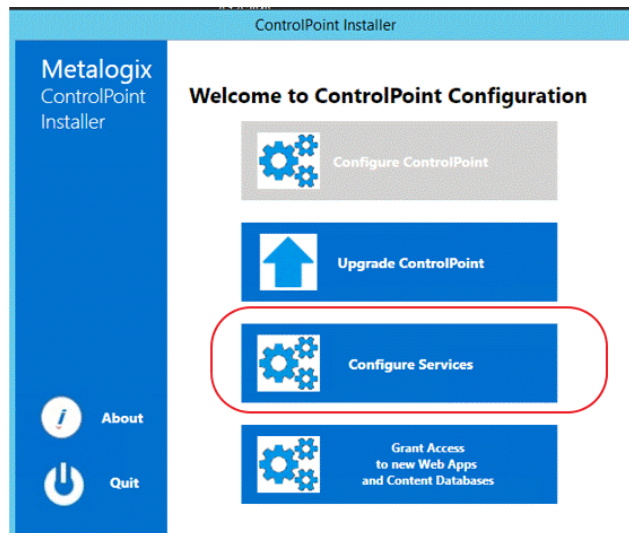 ControlPoint Installer
Metalogix
ControlPoint
Installer
Welcome to ControlPoint Configuration
Configure ControlPoint
Upgrade ControlPoint
Configure Services
Grant Access
to new Web Apps
and Content Databases
About
Quit